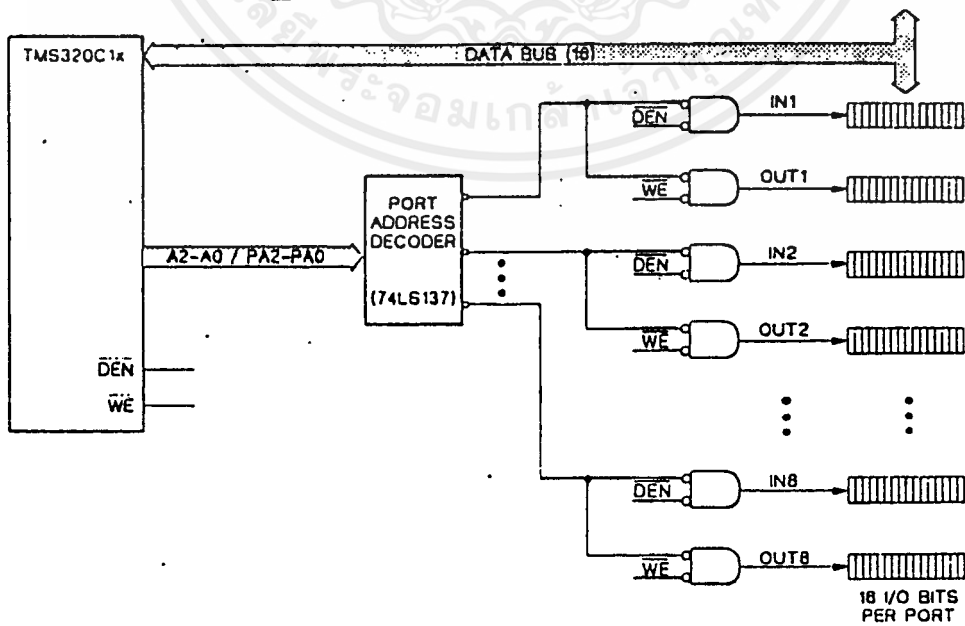 TMS320C1x
DATA BUS (16)
DEN
IN1
WE
OUT1
PORT
ADDRESS
DECODER
(74LS137)
A2-A0 / PA2-PA0
DEN
IN2
WE
OUT2
DEN
WE
DEN
IN8
WE
OUT8
16 I/O BITS
PER PORT